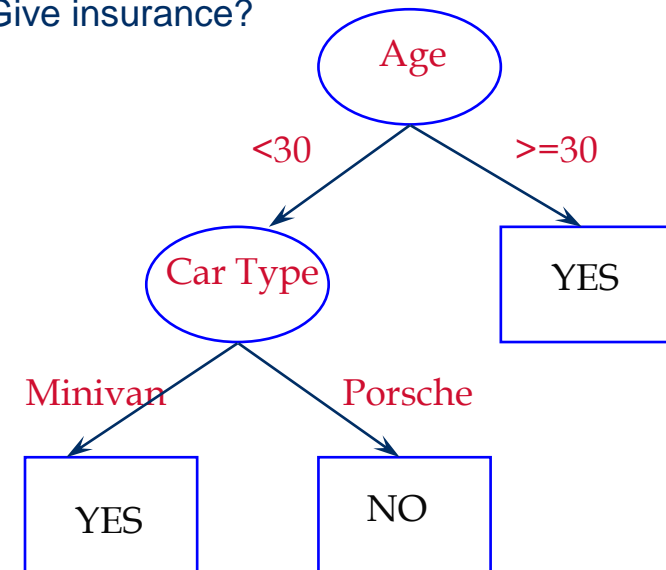 Give insurance?
Age
<30 >=30
Car Type YES
Minivan Porsche
YES NO